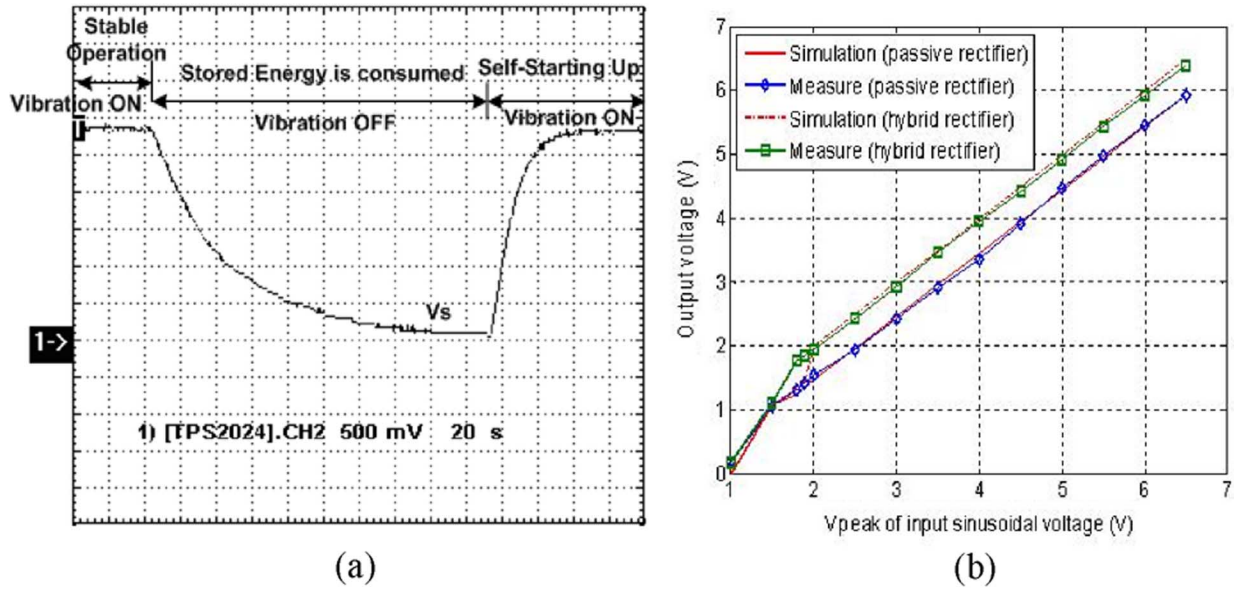 Stable
Operation
Stored Energy is consumed
Self-Starting Up
Vibration ON
Vibration OFF
Vibration ON
Vs
1->
1) [TPS2024].CH2 500 mV 20 s
(a)
Simulation (passive rectifier)
Measure (passive rectifier)
Simulation (hybrid rectifier)
Measure (hybrid rectifier)
Output voltage (V)
7
6
5
4
3
2
1
0
1 2 3 4 5 6 7
Vpeak of input sinusoidal voltage (V)
(b)